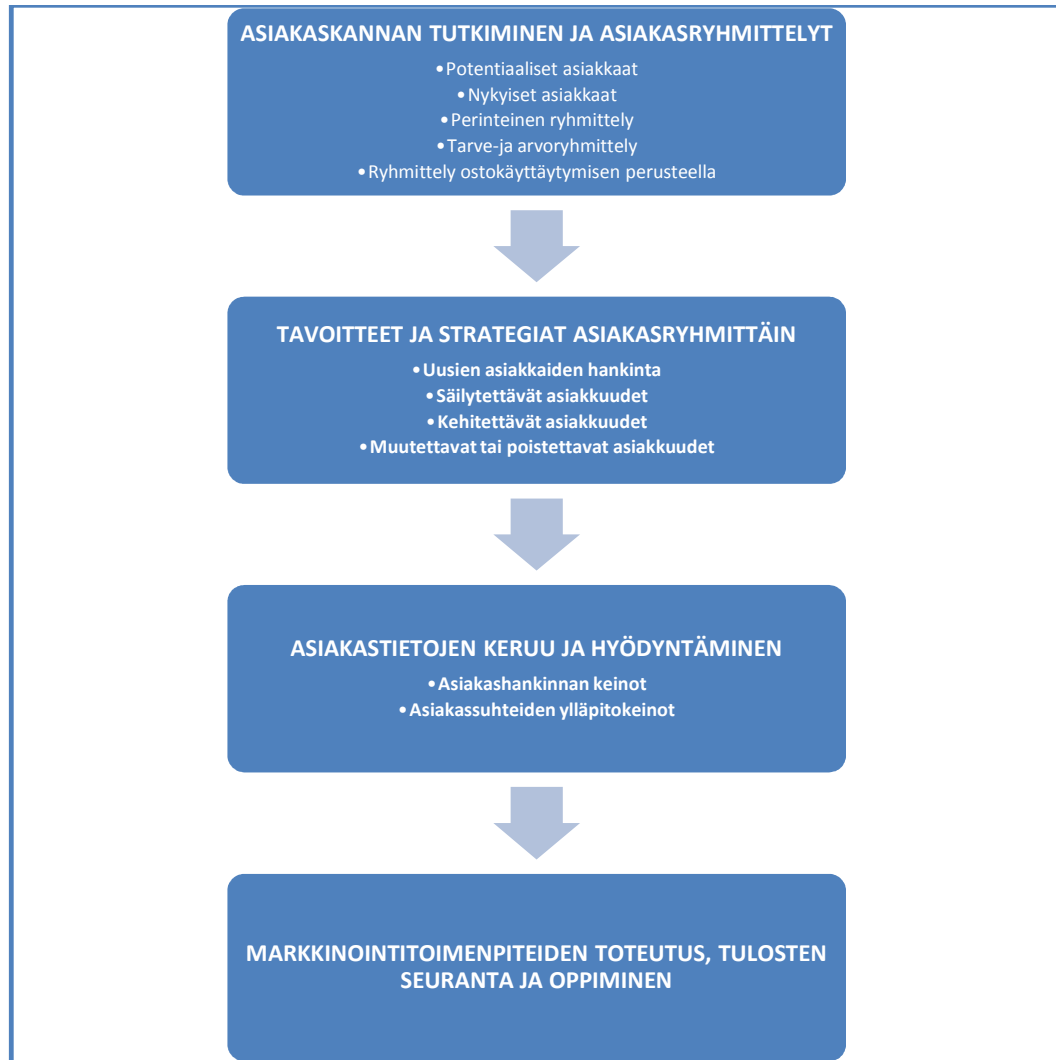 ASIAKASKANNAN TUTKIMINEN JA ASIAKASRYHMITTELYT
•Potentiaaliset asiakkaat
•Nykyiset asiakkaat
•Perinteinen ryhmittely
•Tarve-ja arvoryhmittely
•Ryhmittely ostokäyttäytymisen perusteella
TAVOITTEET JA STRATEGIAT ASIAKASRYHMITTÄIN
•Uusien asiakkaiden hankinta
•Säilytettävät asiakkuudet
•Kehitettävät asiakkuudet
•Muutettavat tai poistettavat asiakkuudet
ASIAKASTIETOJEN KERUU JA HYÖDYNTÄMINEN
•Asiakashankinnan keinot
•Asiakassuhteiden ylläpitokeinot
MARKKINOINTITOIMENPITEIDEN TOTEUTUS, TULOSTEN
SEURANTA JA OPPIMINEN